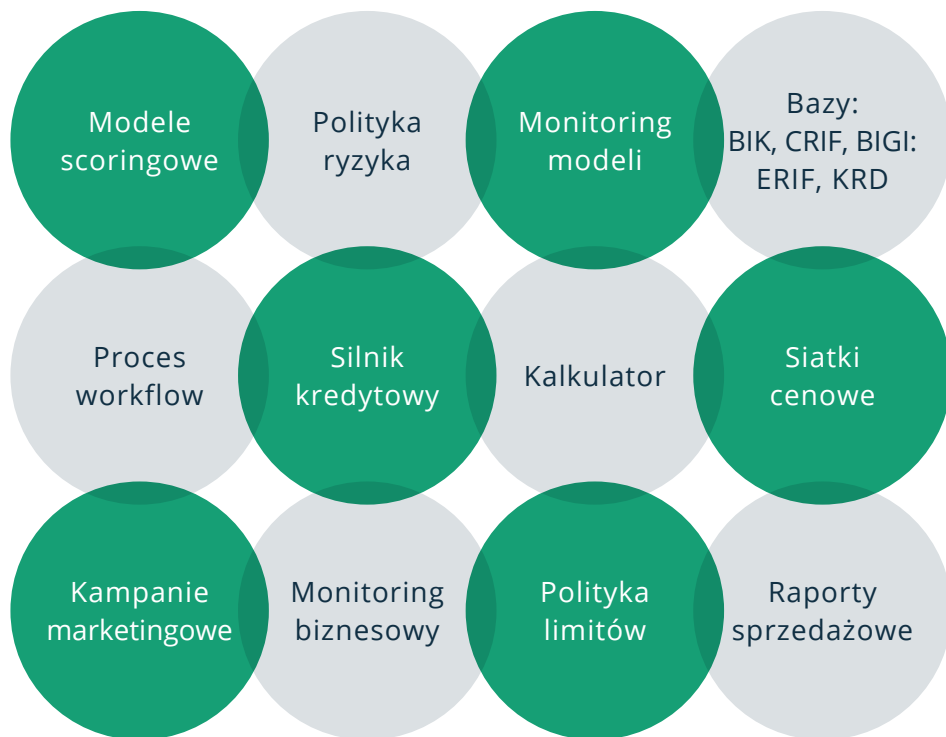 Modele
scoringowe
Polityka
ryzyka
Monitoring
modeli
Bazy:
BIK, CRIF, BIGI:
ERIF, KRD
Proces
workflow
Silnik
kredytowy
Kalkulator
Siatki
cenowe
Kampanie
marketingowe
Monitoring
biznesowy
Polityka
limitów
Raporty
sprzedażowe